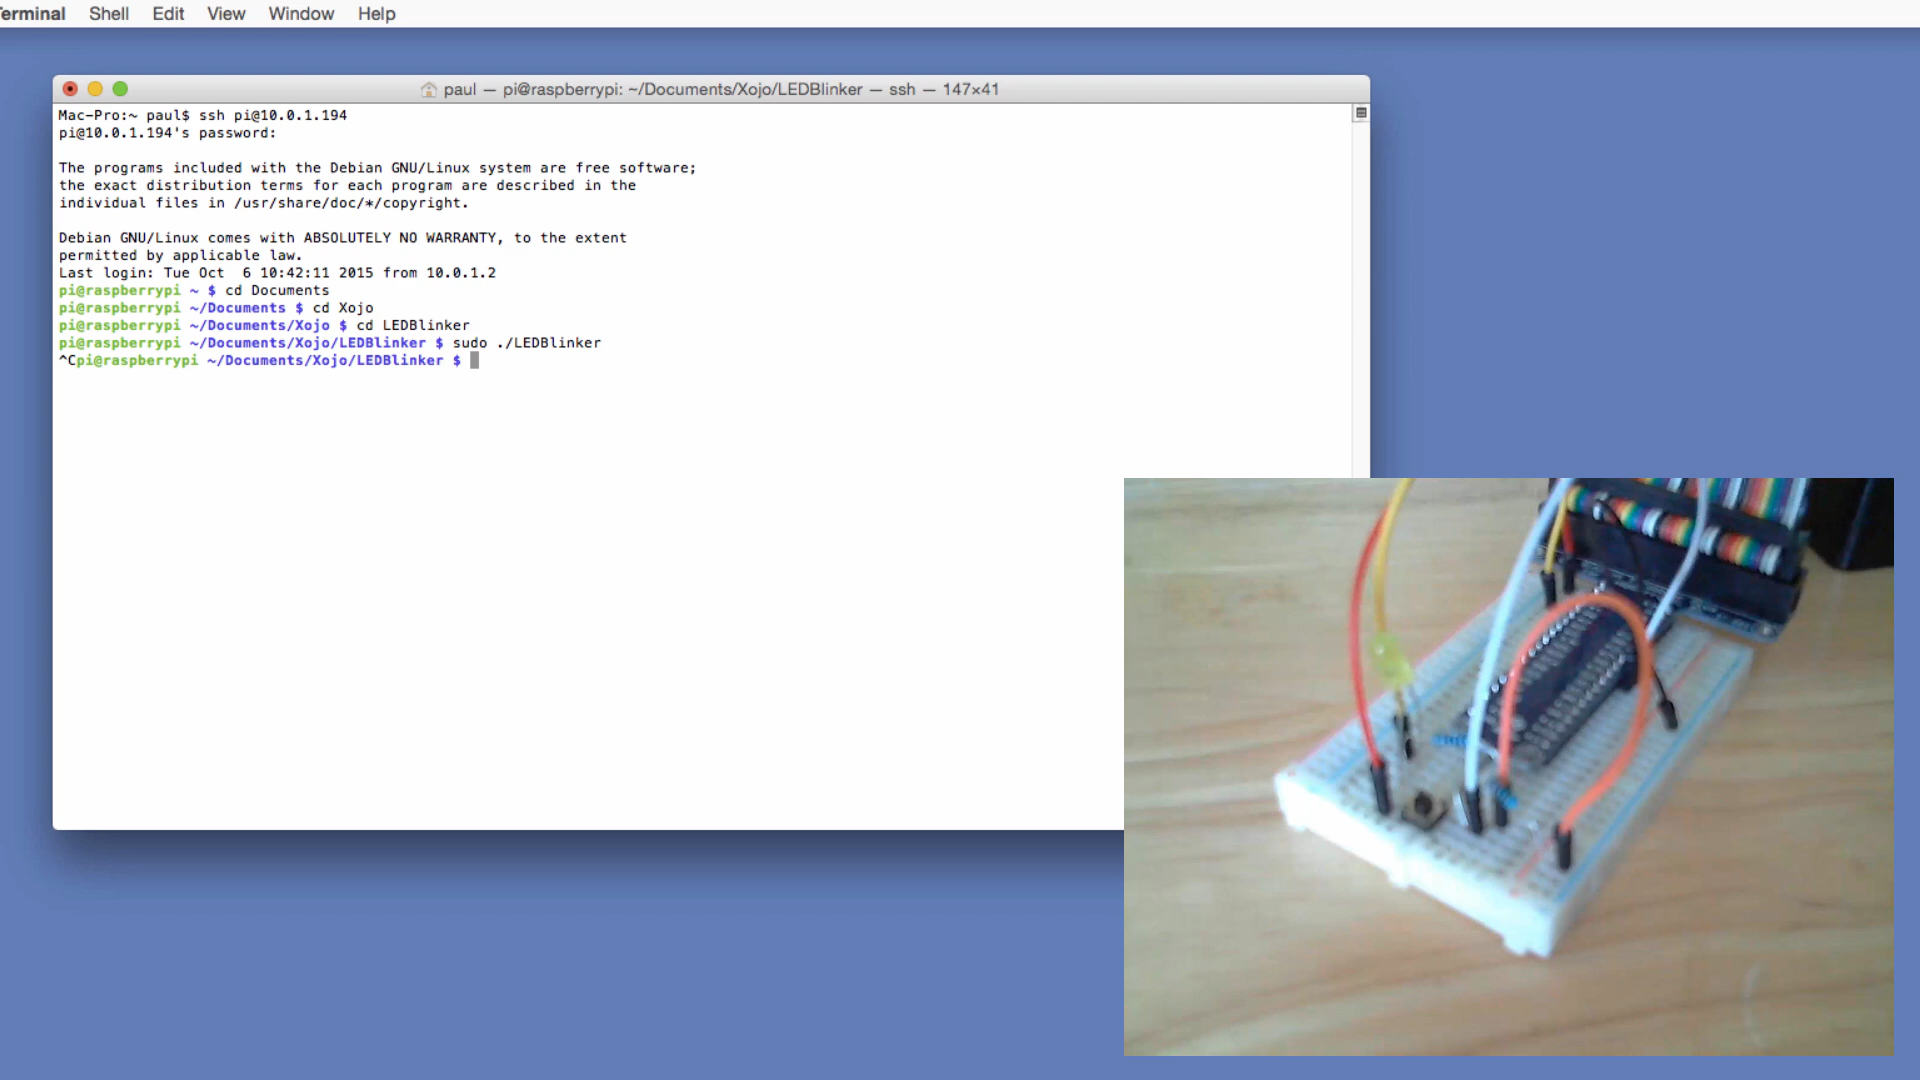 Terminal Shell Edit View Window Help
paul — pi@raspberrypi: ~/Documents/Xojo/LEDBlinker — ssh — 147×41
Mac-Pro:~ paul$ ssh pi@10.0.1.194
pi@10.0.1.194's password:
The programs included with the Debian GNU/Linux system are free software;
the exact distribution terms for each program are described in the
individual files in /usr/share/doc/*/copyright.
Debian GNU/Linux comes with ABSOLUTELY NO WARRANTY, to the extent
permitted by applicable law.
Last login: Tue Oct  6 10:42:11 2015 from 10.0.1.2
pi@raspberrypi ~ $ cd Documents
pi@raspberrypi ~/Documents $ cd Xojo
pi@raspberrypi ~/Documents/Xojo $ cd LEDBlinker
pi@raspberrypi ~/Documents/Xojo/LEDBlinker $ sudo ./LEDBlinker
^Cpi@raspberrypi ~/Documents/Xojo/LEDBlinker $